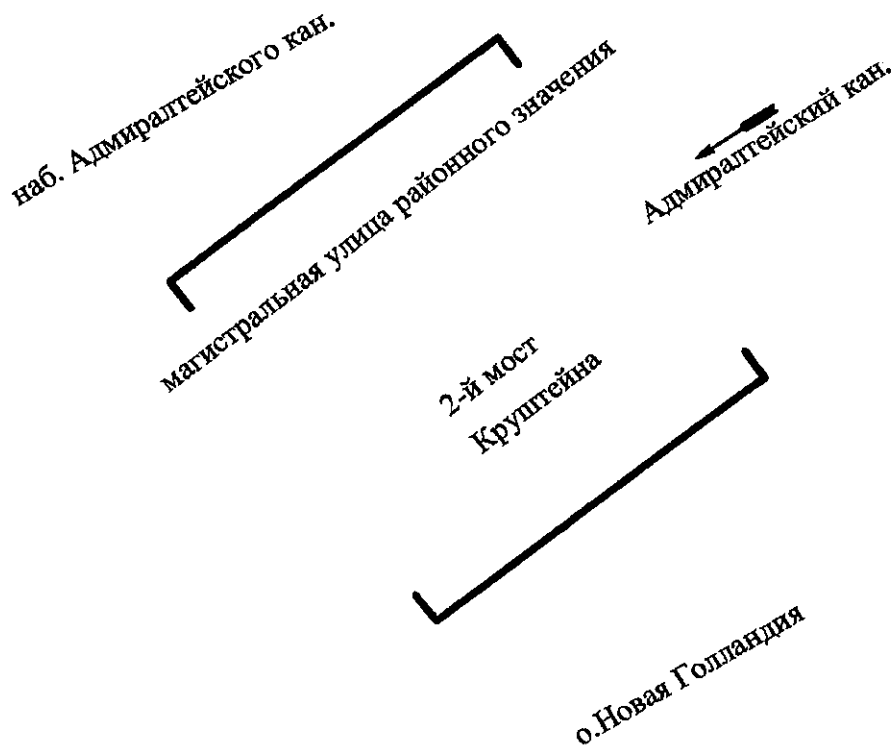 наб. Адмиралтейского кан.
магистральная улица районного значения
Адмиралтейский кан.
2-й мост
Круштейна
о.Новая Голландия